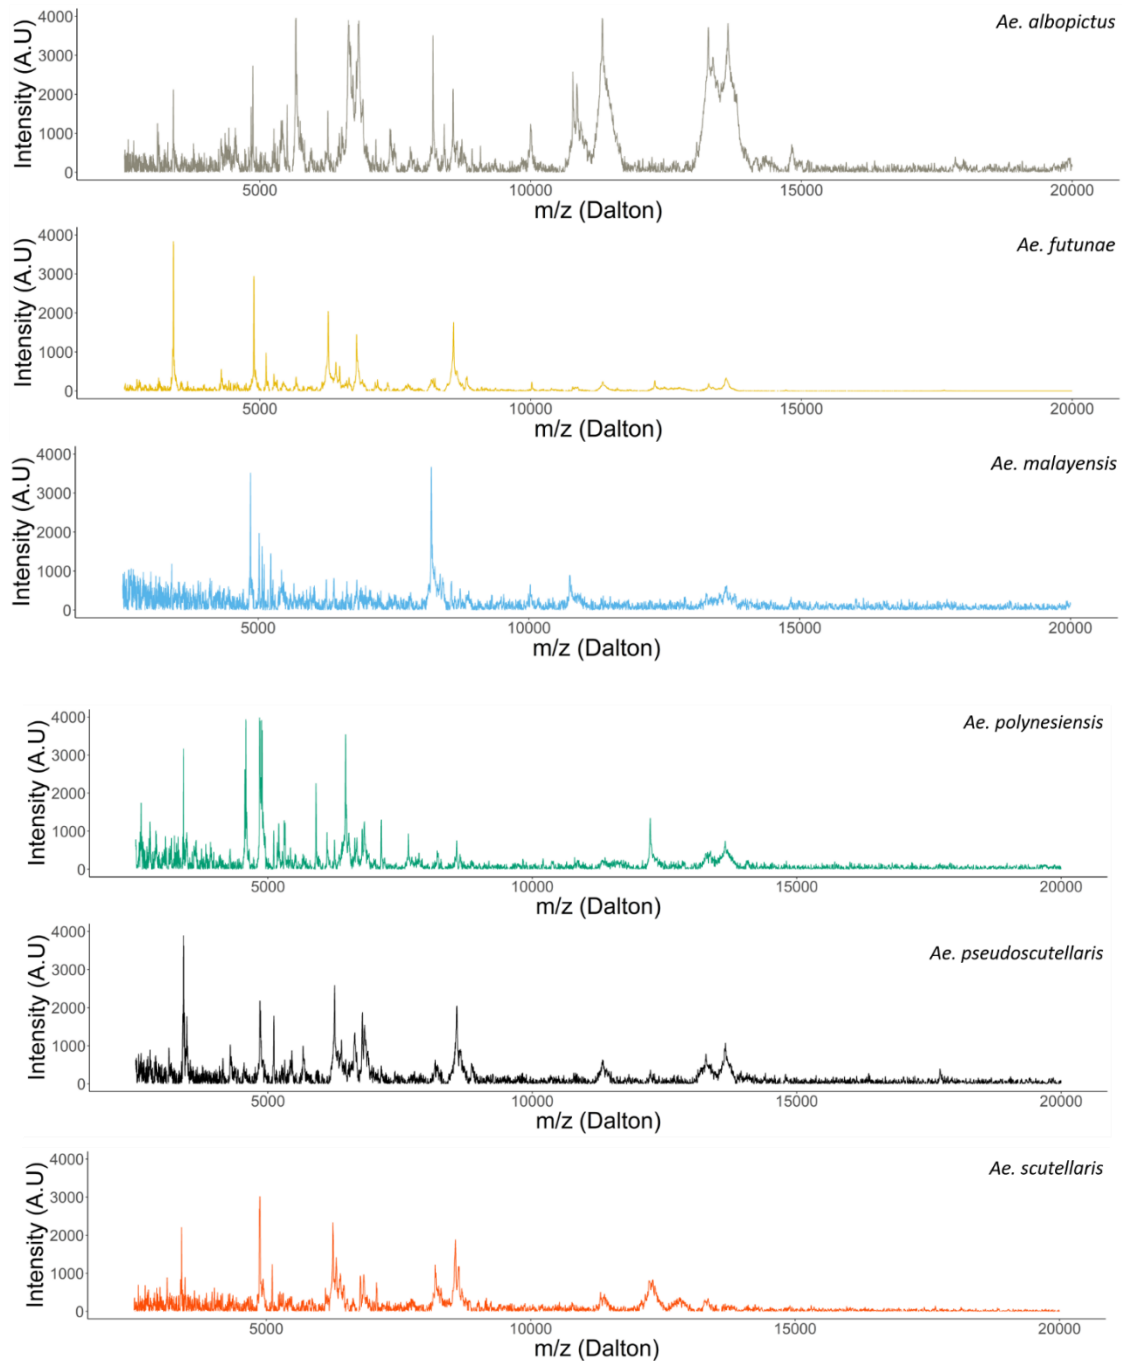 Ae. albopictus
Intensity (A.U)
4000
3000
2000
1000
0
5000 10000 15000 20000
m/z (Dalton)
Ae. futunae
Intensity (A.U)
4000
3000
2000
1000
0
5000 10000 15000 20000
m/z (Dalton)
Ae. malayensis
Intensity (A.U)
4000
3000
2000
1000
0
5000 10000 15000 20000
m/z (Dalton)
Ae. polynesiensis
Intensity (A.U)
4000
3000
2000
1000
0
5000 10000 15000 20000
m/z (Dalton)
Ae. pseudoscutellaris
Intensity (A.U)
4000
3000
2000
1000
0
5000 10000 15000 20000
m/z (Dalton)
Ae. scutellaris
Intensity (A.U)
4000
3000
2000
1000
0
5000 10000 15000 20000
m/z (Dalton)